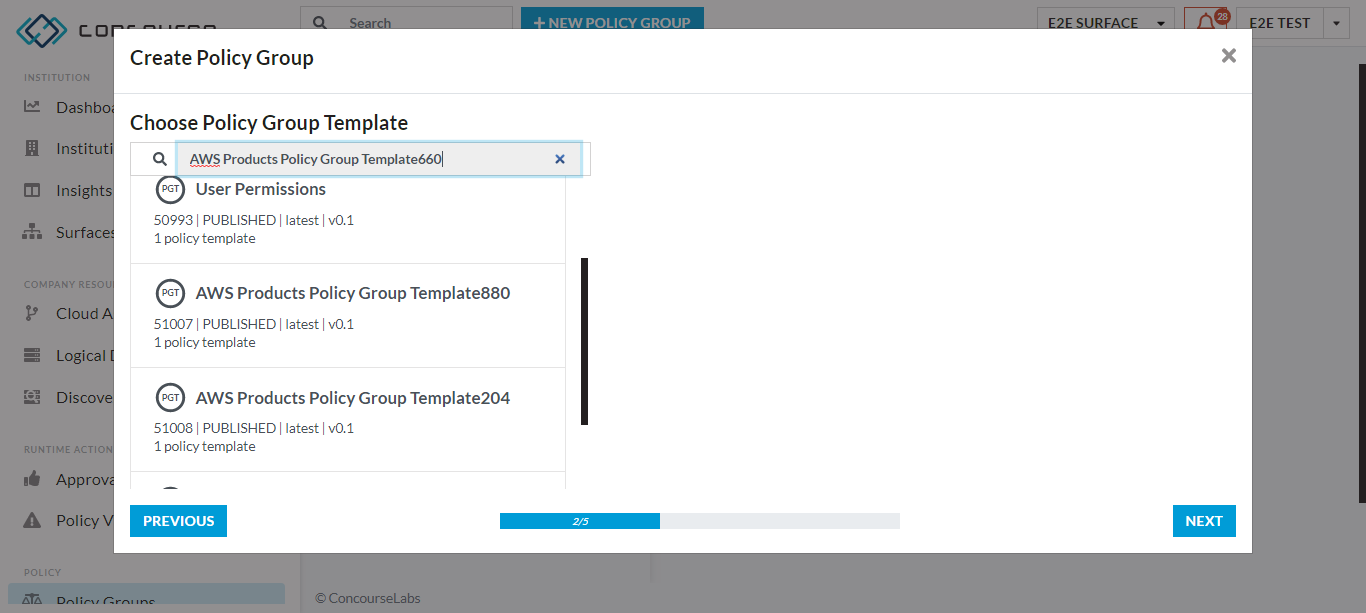 Search
+ NEW POLICY GROUP
E2E SURFACE
28
E2E TEST
INSTITUTION
Dashboa
Instituti
Insights
Surfaces
COMPANY RESOU
Cloud A
Logical D
Discove
RUNTIME ACTION
Approva
Policy V
POLICY
Policy Groups
Create Policy Group
Choose Policy Group Template
AWS Products Policy Group Template660
PGT User Permissions
50993 | PUBLISHED | latest | v0.1
1 policy template
PGT AWS Products Policy Group Template880
51007 | PUBLISHED | latest | v0.1
1 policy template
PGT AWS Products Policy Group Template204
51008 | PUBLISHED | latest | v0.1
1 policy template
PREVIOUS
2/5
NEXT
© ConcourseLabs